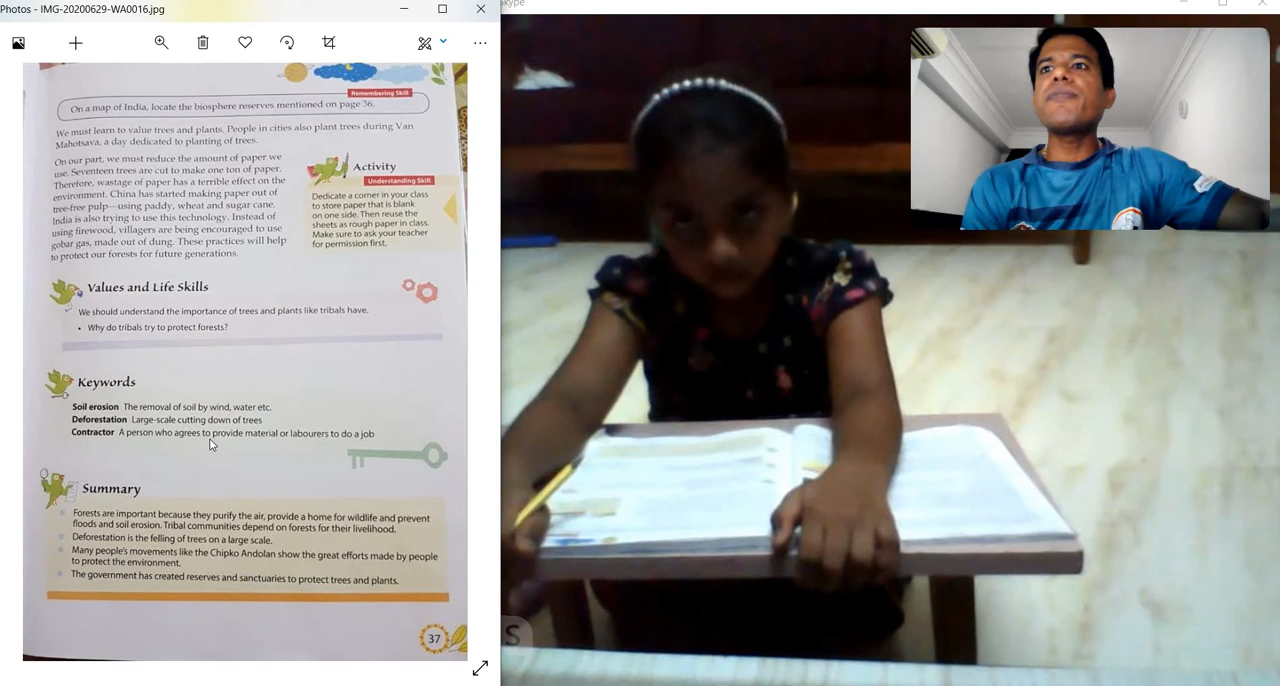 Photos - IMG-20200629-WA0016.jpg
Skype
Remembering Skill
On a map of India, locate the biosphere reserves mentioned on page 36.
We must learn to value trees and plants. People in cities also plant trees during Van
Mahotsava, a day dedicated to planting of trees.
On our part, we must reduce the amount of paper we
use. Seventeen trees are cut to make one ton of paper.
Therefore, wastage of paper has a terrible effect on the
environment. China has started making paper out of
tree-free pulp—using paddy, wheat and sugar cane.
India is also trying to use this technology. Instead of
using firewood, villagers are being encouraged to use
gobar gas, made out of dung. These practices will help
to protect our forests for future generations.
Activity
Understanding Skill
Dedicate a corner in your class
to store paper that is blank
on one side. Then reuse the
sheets as rough paper in class.
Make sure to ask your teacher
for permission first.
Values and Life Skills
We should understand the importance of trees and plants like tribals have.
• Why do tribals try to protect forests?
Keywords
Soil erosion The removal of soil by wind, water etc.
Deforestation Large-scale cutting down of trees
Contractor A person who agrees to provide material or labourers to do a job
Summary
Forests are important because they purify the air, provide a home for wildlife and prevent
floods and soil erosion. Tribal communities depend on forests for their livelihood.
Deforestation is the felling of trees on a large scale.
Many people's movements like the Chipko Andolan show the great efforts made by people
to protect the environment.
The government has created reserves and sanctuaries to protect trees and plants.
37
S